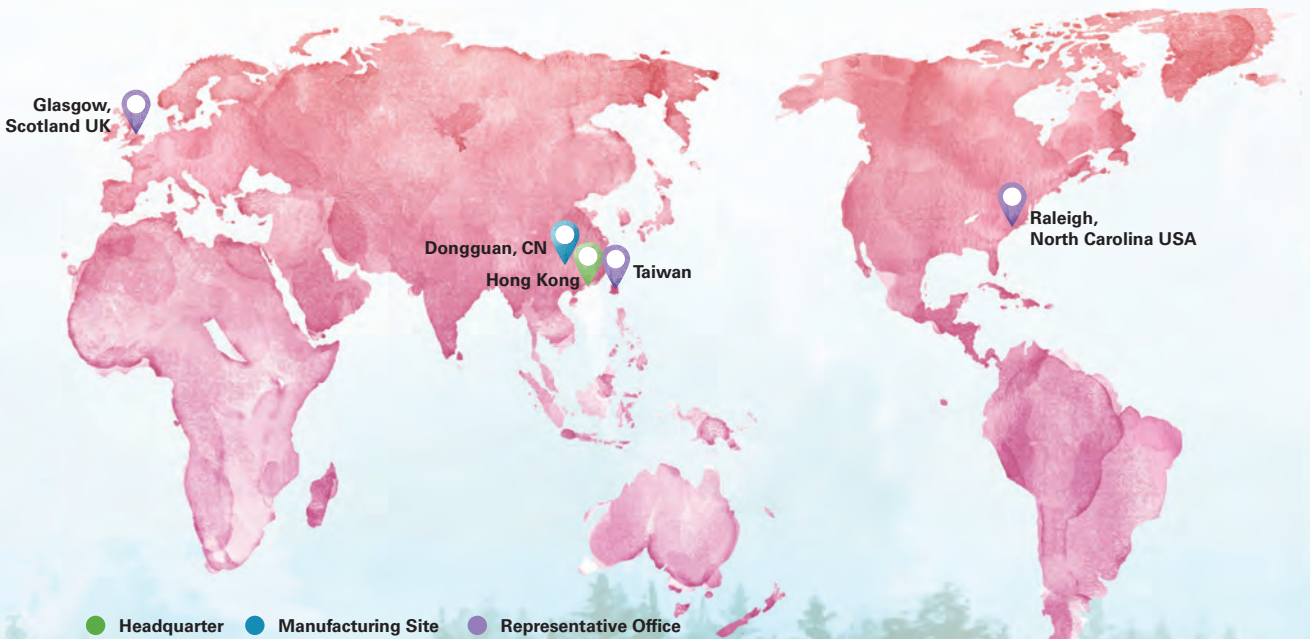 Glasgow,
Scotland UK
Raleigh,
North Carolina USA
Dongguan, CN
Taiwan
Hong Kong
Headquarter
Manufacturing Site
Representative Office